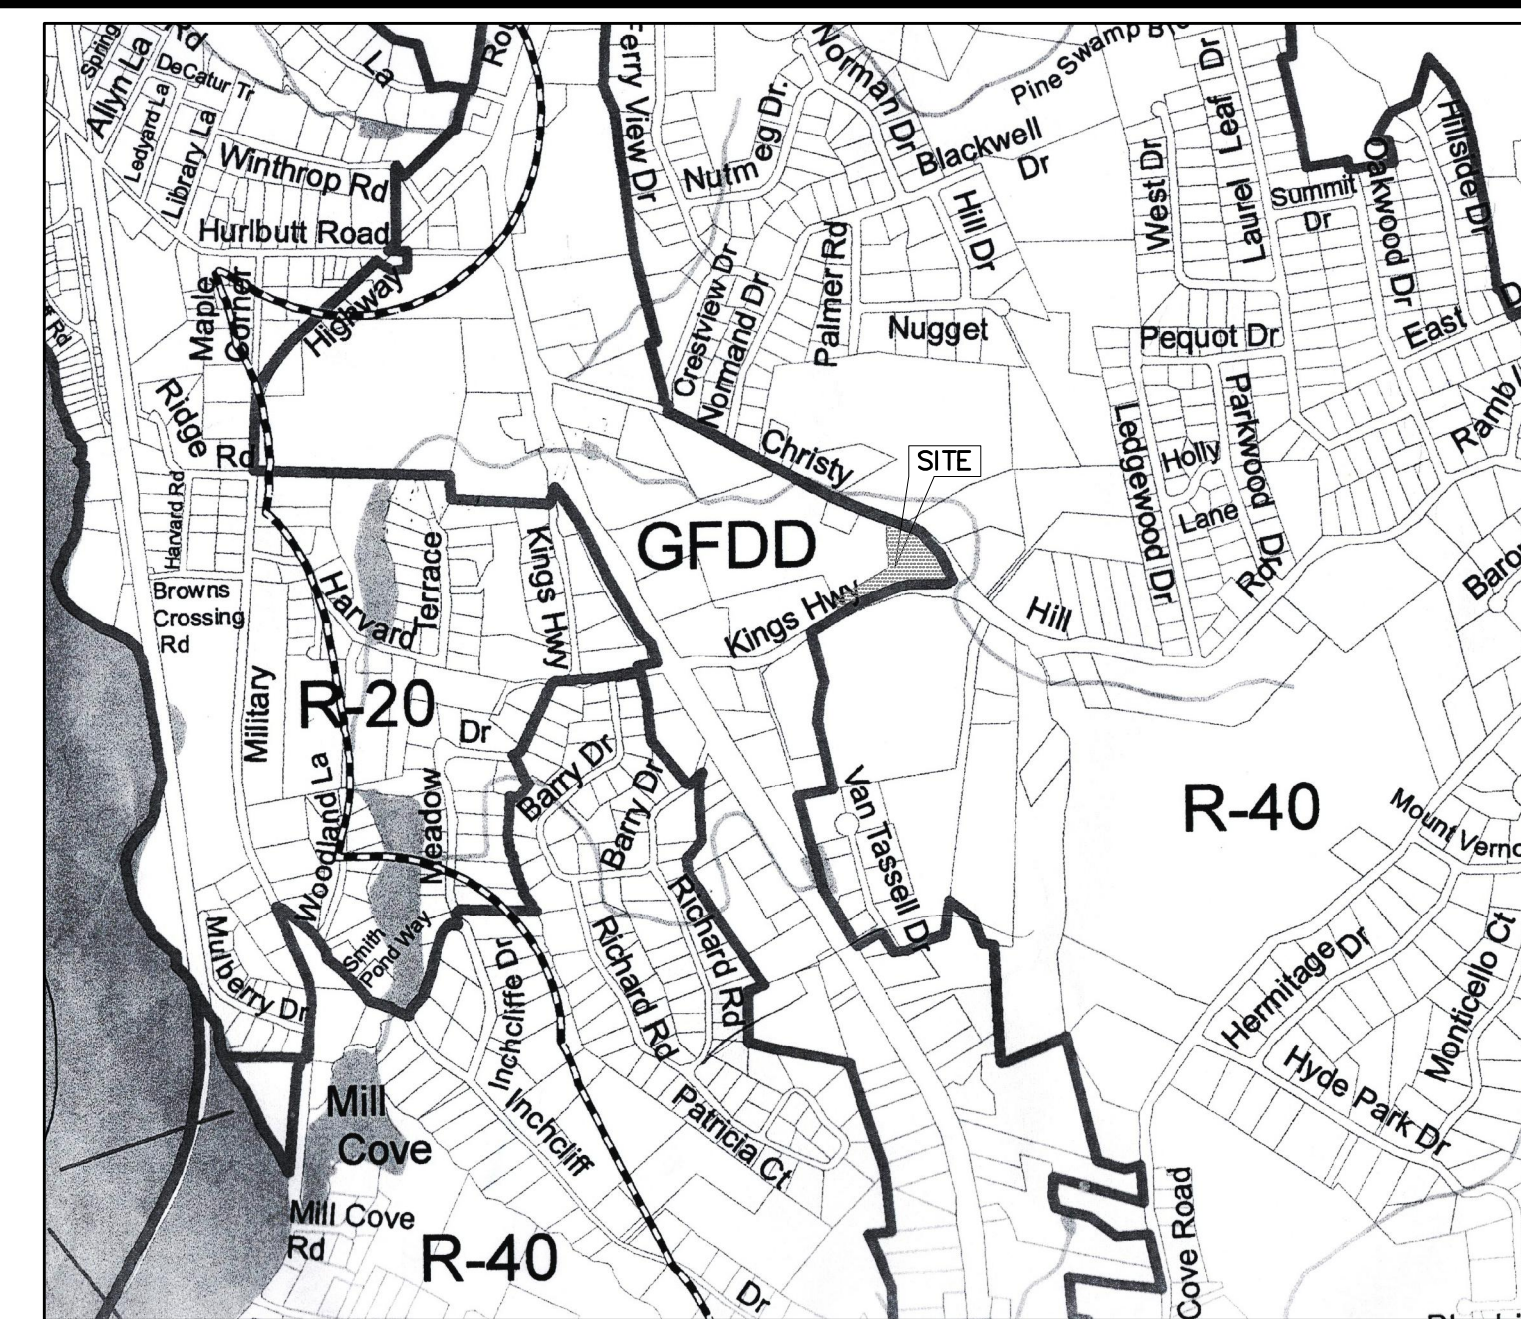 Spring
Rd
Allyn La
DeCatur Tr
Ledyard La
Library La
La
Winthrop Rd
Hurlbutt Road
Maple
Corner
Highway
Ridge
Rd
Harvard Rd
Browns
Crossing
Rd
Military
Harvard
Terrace
Kings Hwy
R-20
Dr
Woodland La
Meadow
Smith
Pond Way
Mulberry Dr
Mill
Cove
Mill Cove
Rd
R-40
Inchcliffe Dr
Inchcliff
Dr
Barry Dr
Barry Dr
Richard Rd
Richard Rd
Patricia Ct
Ferry View Dr
Nutmeg Dr.
Norman Dr
Blackwell
Dr
Pine Swamp
Hill Dr
Crestview Dr
Normand Dr
Palmer Rd
Nugget
Christy
SITE
GFDD
Kings Hwy
Hill
Van Tassell Dr
West Dr
Laurel Leaf Dr
Summit
Dr
Oakwood Dr
Hillside Dr
East
Pequot Dr
Ledgewood Dr
Parkwood Dr
Holly
Lane
Rd
R-40
Hermitage Dr
Hyde Park Dr
Monticello Ct
Cove Road